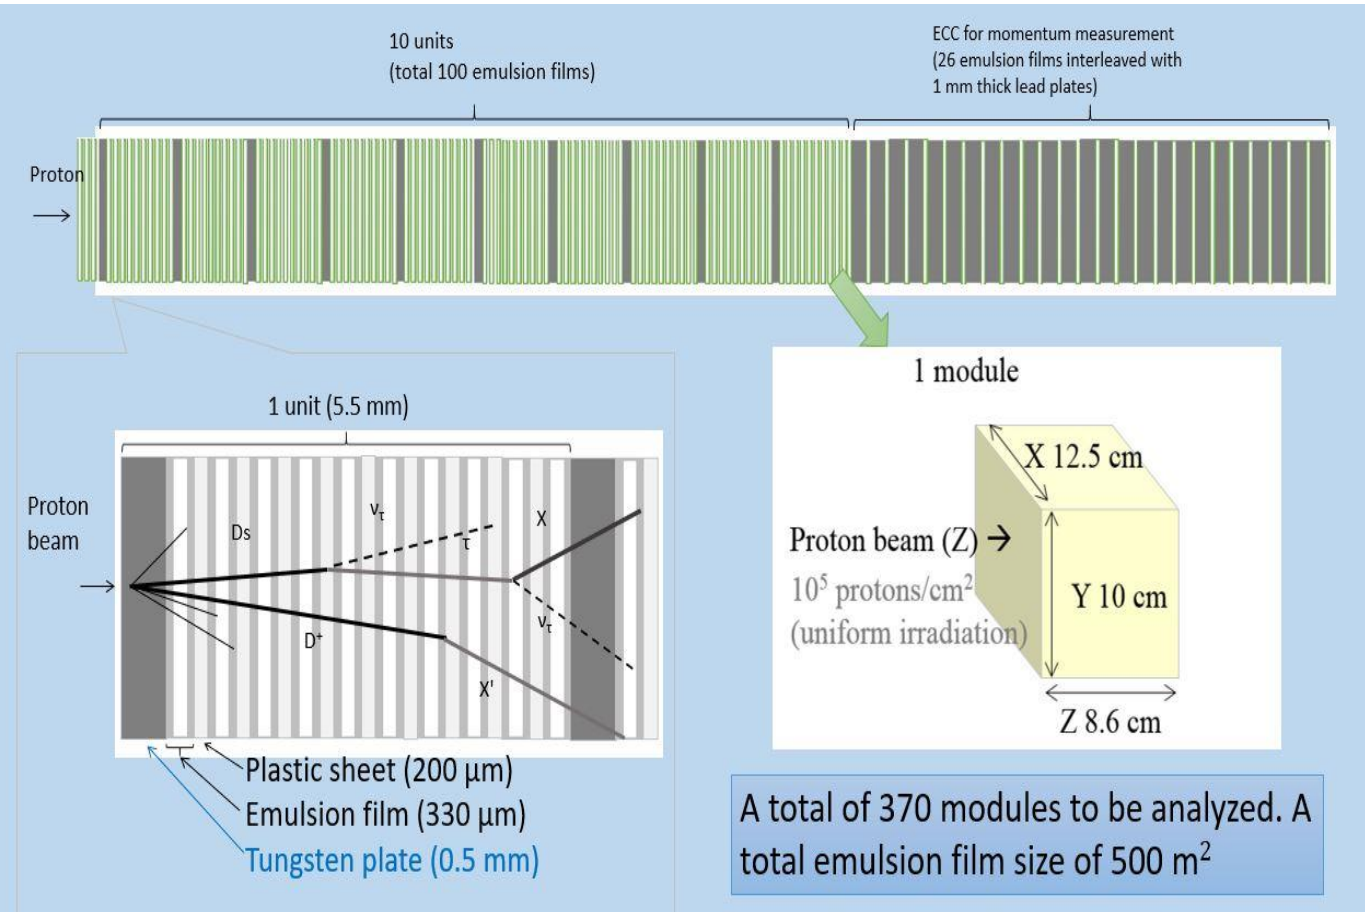 10 units
(total 100 emulsion films)
ECC for momentum measurement
(26 emulsion films interleaved with
1 mm thick lead plates)
Proton
1 unit (5.5 mm)
Proton
beam
Ds
ντ
τ
X
D⁺
ντ
X'
Plastic sheet (200 μm)
Emulsion film (330 μm)
Tungsten plate (0.5 mm)
1 module
X 12.5 cm
Proton beam (Z) →
10⁵ protons/cm²
(uniform irradiation)
Y 10 cm
Z 8.6 cm
A total of 370 modules to be analyzed. A
total emulsion film size of 500 m²